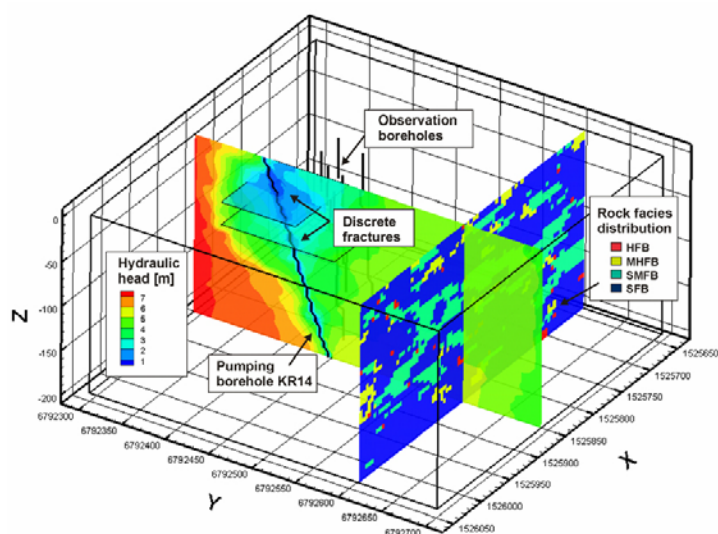 Observation
boreholes
Rock facies
distribution
HFB
MHFB
SMFB
SFB
Discrete
fractures
Hydraulic
head [m]
7
6
5
4
3
2
1
Pumping
borehole KR14
Z
0
-50
-100
-150
-200
Y
6792300
6792350
6792400
6792450
6792500
6792550
6792600
6792650
6792700
X
1525650
1525700
1525750
1525800
1525850
1525900
1525950
1526000
1526050